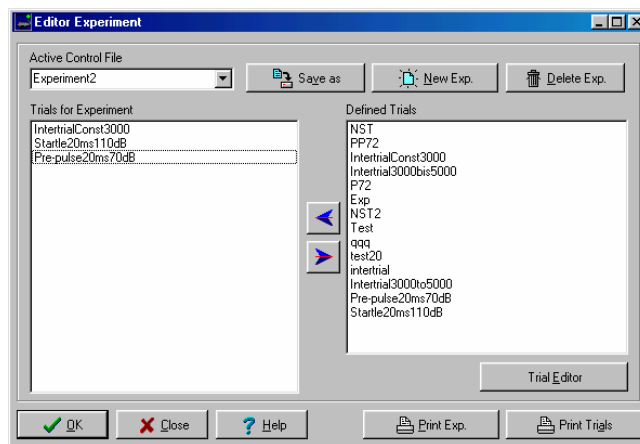 Editor Experiment
Active Control File
Experiment2
Save as
New Exp.
Delete Exp.
Trials for Experiment
IntertrialConst3000
Startle20ms110dB
Pre-pulse20ms70dB
Defined Trials
NST
PP72
IntertrialConst3000
Intertrial3000bis5000
P72
Exp
NST2
Test
qqq
test20
intertrial
Intertrial3000to5000
Pre-pulse20ms70dB
Startle20ms110dB
Trial Editor
OK
Close
Help
Print Exp.
Print Trials